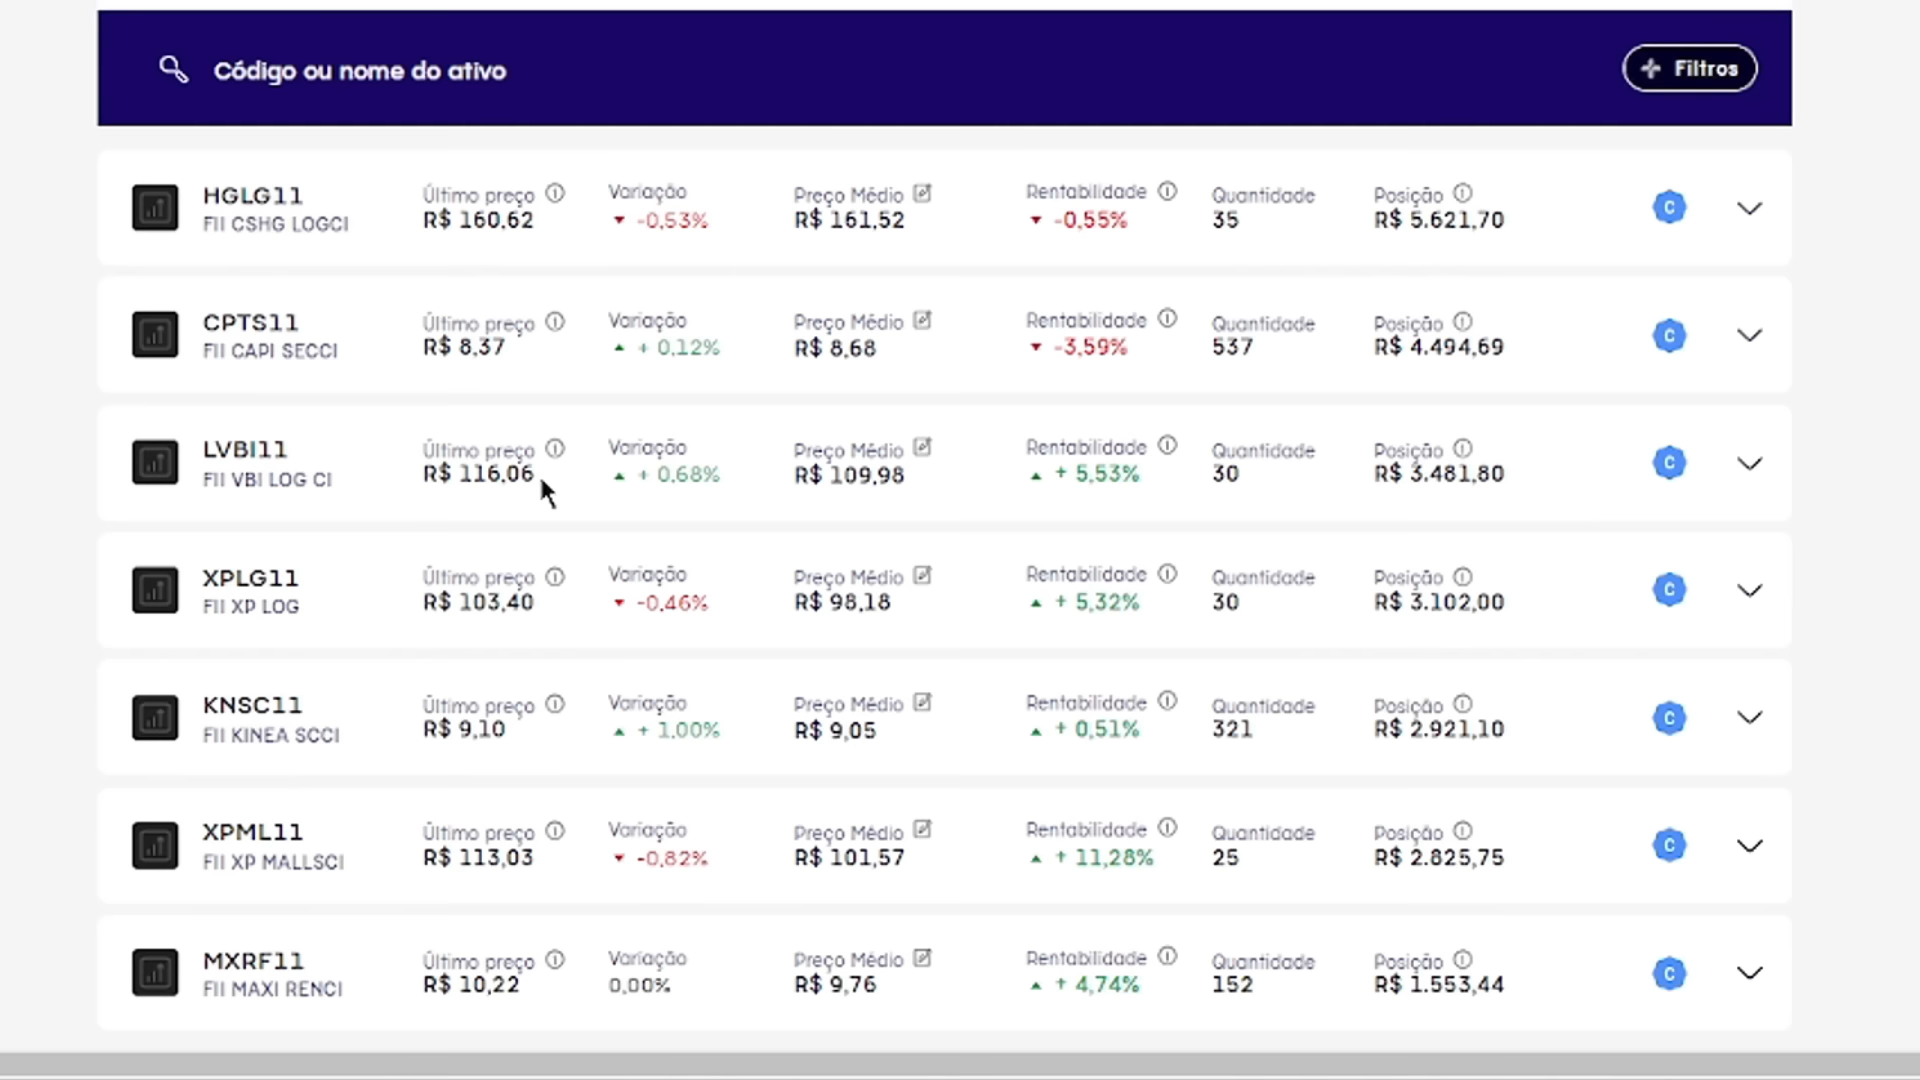 Código ou nome do ativo
Filtros
HGLG11
FII CSHG LOGCI
Último preço
R$ 160,62
Variação
-0,53%
Preço Médio
R$ 161,52
Rentabilidade
-0,55%
Quantidade
35
Posição
R$ 5.621,70
C
CPTS11
FII CAPI SECCI
Último preço
R$ 8,37
Variação
+ 0,12%
Preço Médio
R$ 8,68
Rentabilidade
-3,59%
Quantidade
537
Posição
R$ 4.494,69
C
LVBI11
FII VBI LOG CI
Último preço
R$ 116,06
Variação
+ 0,68%
Preço Médio
R$ 109,98
Rentabilidade
+ 5,53%
Quantidade
30
Posição
R$ 3.481,80
C
XPLG11
FII XP LOG
Último preço
R$ 103,40
Variação
-0,46%
Preço Médio
R$ 98,18
Rentabilidade
+ 5,32%
Quantidade
30
Posição
R$ 3.102,00
C
KNSC11
FII KINEA SCCI
Último preço
R$ 9,10
Variação
+ 1,00%
Preço Médio
R$ 9,05
Rentabilidade
+ 0,51%
Quantidade
321
Posição
R$ 2.921,10
C
XPML11
FII XP MALLSCI
Último preço
R$ 113,03
Variação
-0,82%
Preço Médio
R$ 101,57
Rentabilidade
+ 11,28%
Quantidade
25
Posição
R$ 2.825,75
C
MXRF11
FII MAXI RENCI
Último preço
R$ 10,22
Variação
0,00%
Preço Médio
R$ 9,76
Rentabilidade
+ 4,74%
Quantidade
152
Posição
R$ 1.553,44
C